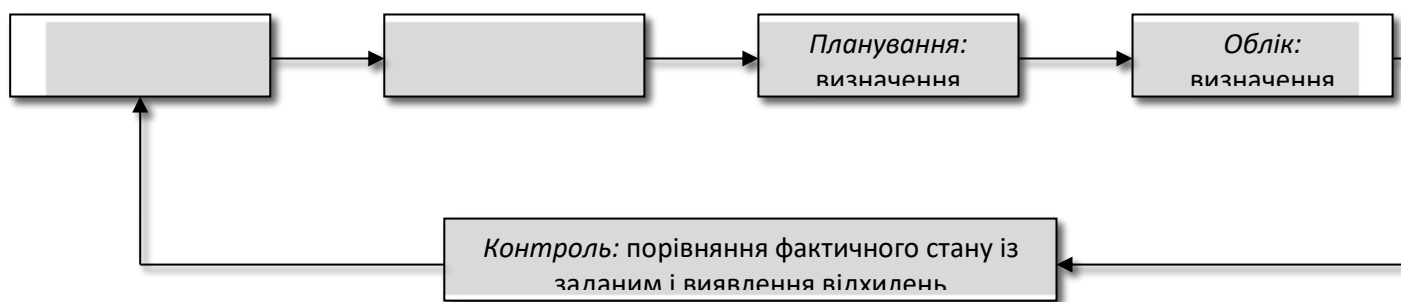 Планування:
визначення
Облік:
визначення
Контроль: порівняння фактичного стану із
заданим і виявлення відхилень